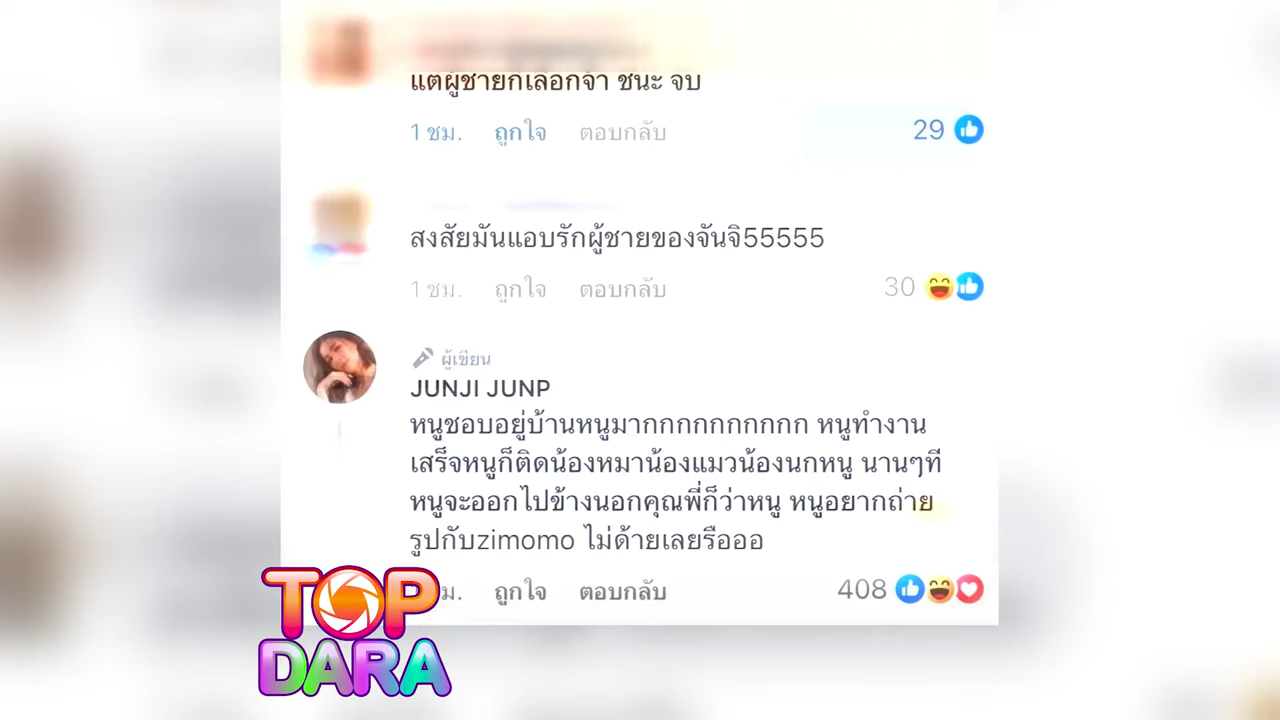 แต่ผู้ชายก็เลือกจ้า ชนะ จบ
1 ชม. ถูกใจ ตอบกลับ 29
สงสัยมันแอบรักผู้ชายของจันจิ55555
1 ชม. ถูกใจ ตอบกลับ 30
ผู้เขียน
JUNJI JUNP
หนูชอบอยู่บ้านหนูมากกกกกกกกกกก หนูทำงาน
เสร็จหนูก็ติดน้องหมาน้องแมวน้องนกหนู นานๆที
หนูจะออกไปข้างนอกคุณพี่ก็ว่าหนู หนูอยากถ่าย
รูปกับzimomo ไม่ด้ายเลยรือออ
ม. ถูกใจ ตอบกลับ 408
TOP
DARA